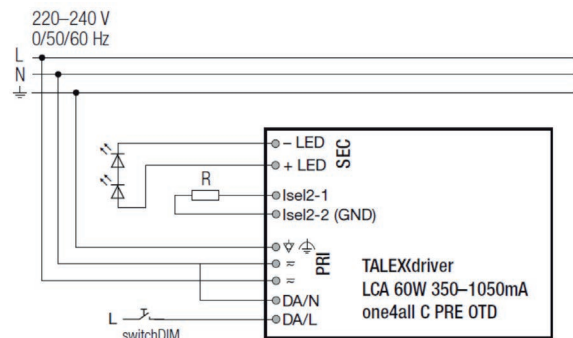 220–240 V
0/50/60 Hz
L
N
– LED
+ LED
SEC
R
Isel2-1
Isel2-2 (GND)
PRI
TALEXXdriver
LCA 60W 350–1050mA
one4all C PRE OTD
DA/N
L
DA/L
switchDIM